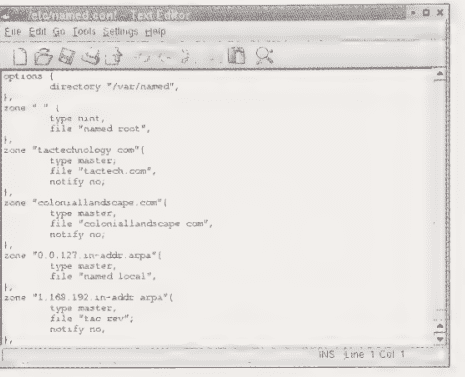 /etc/named.conf - Text Editor
File Edit Go Tools Settings Help
options {
directory "/var/named",
},
zone " " {
type hint,
file "named root",
},
zone "tactechnology com"{
type master;
file "tactech.com",
notify no;
},
zone "coloniallandscape.com"{
type master,
file "coloniallandscape com",
notify no;
},
zone "0.0.127.in-addr.arpa"{
type master,
file "named local",
},
zone "1.168.192.in-addr arpa"{
type master,
file "tac rev";
notify no,
},
INS Line 1 Col 1